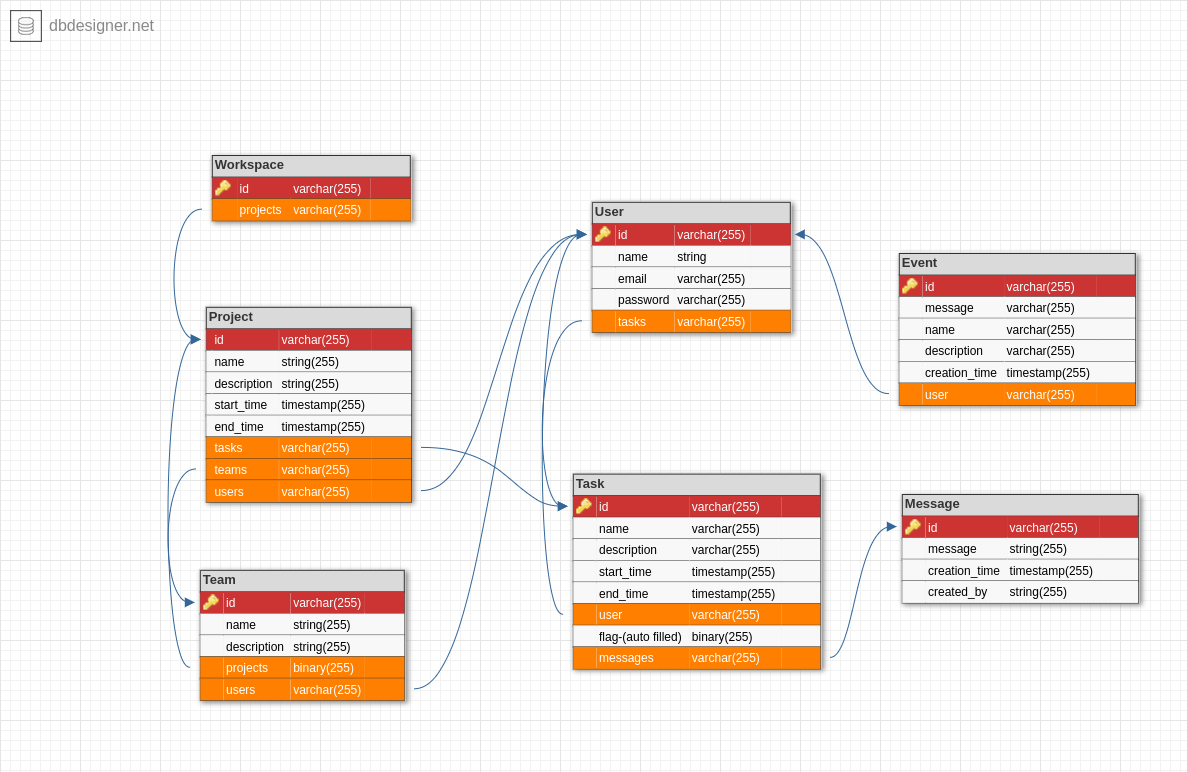 dbdesigner.net
Workspace
id varchar(255)
projects varchar(255)
Project
id varchar(255)
name string(255)
description string(255)
start_time timestamp(255)
end_time timestamp(255)
tasks varchar(255)
teams varchar(255)
users varchar(255)
Team
id varchar(255)
name string(255)
description string(255)
projects binary(255)
users varchar(255)
User
id varchar(255)
name string
email varchar(255)
password varchar(255)
tasks varchar(255)
Task
id varchar(255)
name varchar(255)
description varchar(255)
start_time timestamp(255)
end_time timestamp(255)
user varchar(255)
flag-(auto filled) binary(255)
messages varchar(255)
Event
id varchar(255)
message varchar(255)
name varchar(255)
description varchar(255)
creation_time timestamp(255)
user varchar(255)
Message
id varchar(255)
message string(255)
creation_time timestamp(255)
created_by string(255)